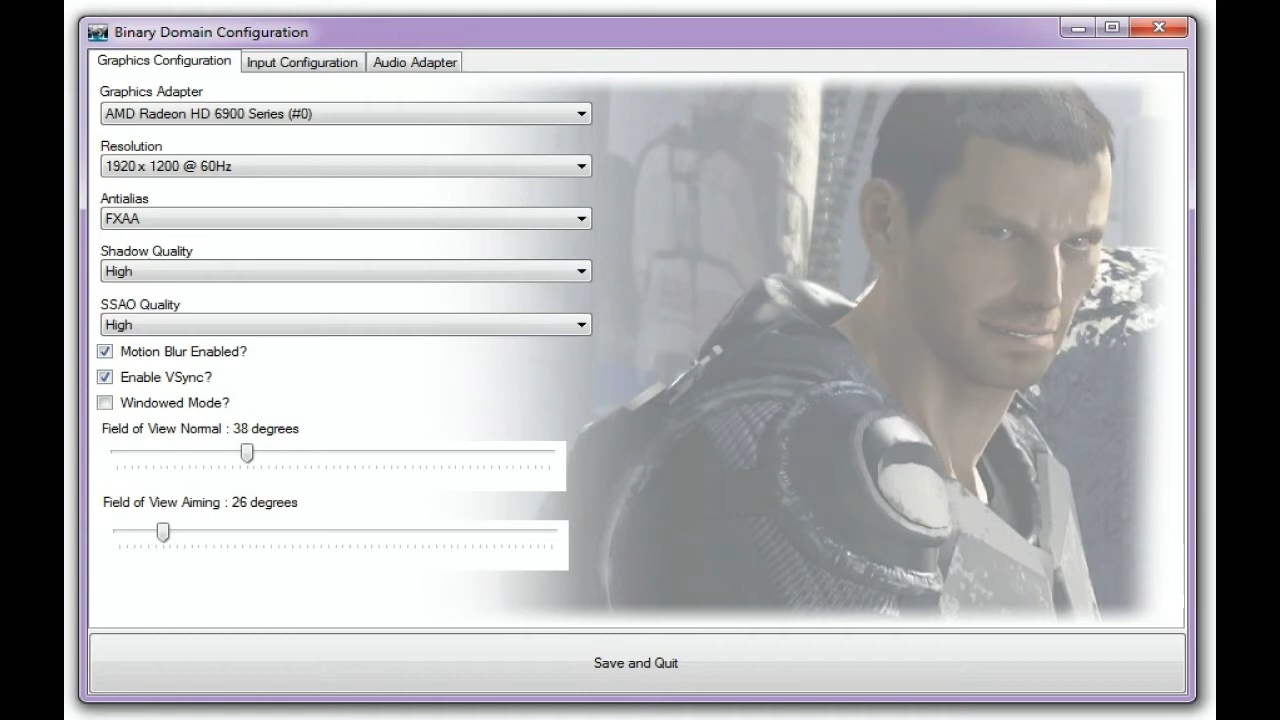 Binary Domain Configuration
Graphics Configuration Input Configuration Audio Adapter
Graphics Adapter
AMD Radeon HD 6900 Series (#0)
Resolution
1920 x 1200 @ 60Hz
Antialias
FXAA
Shadow Quality
High
SSAO Quality
High
Motion Blur Enabled?
Enable VSync?
Windowed Mode?
Field of View Normal : 38 degrees
Field of View Aiming : 26 degrees
Save and Quit